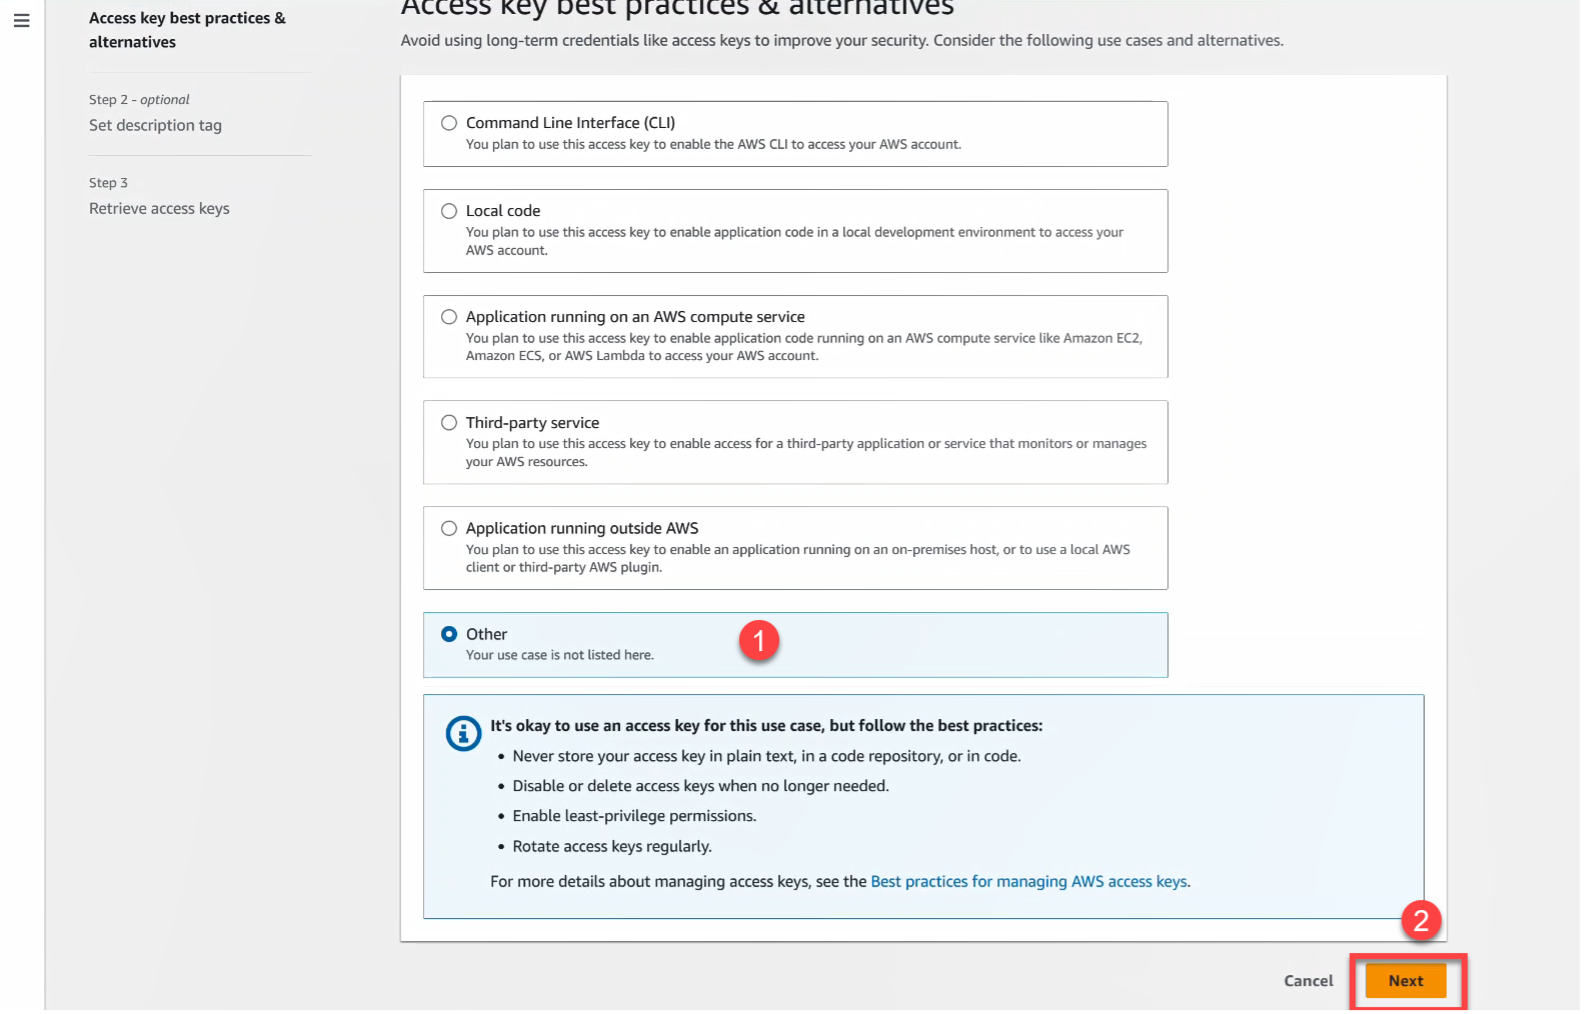 Access key best practices &
alternatives
Step 2 - optional
Set description tag
Step 3
Retrieve access keys
Access key best practices & alternatives
Avoid using long-term credentials like access keys to improve your security. Consider the following use cases and alternatives.
Command Line Interface (CLI)
You plan to use this access key to enable the AWS CLI to access your AWS account.
Local code
You plan to use this access key to enable application code in a local development environment to access your
AWS account.
Application running on an AWS compute service
You plan to use this access key to enable application code running on an AWS compute service like Amazon EC2,
Amazon ECS, or AWS Lambda to access your AWS account.
Third-party service
You plan to use this access key to enable access for a third-party application or service that monitors or manages
your AWS resources.
Application running outside AWS
You plan to use this access key to enable an application running on an on-premises host, or to use a local AWS
client or third-party AWS plugin.
Other
Your use case is not listed here.
1
It's okay to use an access key for this use case, but follow the best practices:
• Never store your access key in plain text, in a code repository, or in code.
• Disable or delete access keys when no longer needed.
• Enable least-privilege permissions.
• Rotate access keys regularly.
For more details about managing access keys, see the Best practices for managing AWS access keys.
2
Cancel
Next